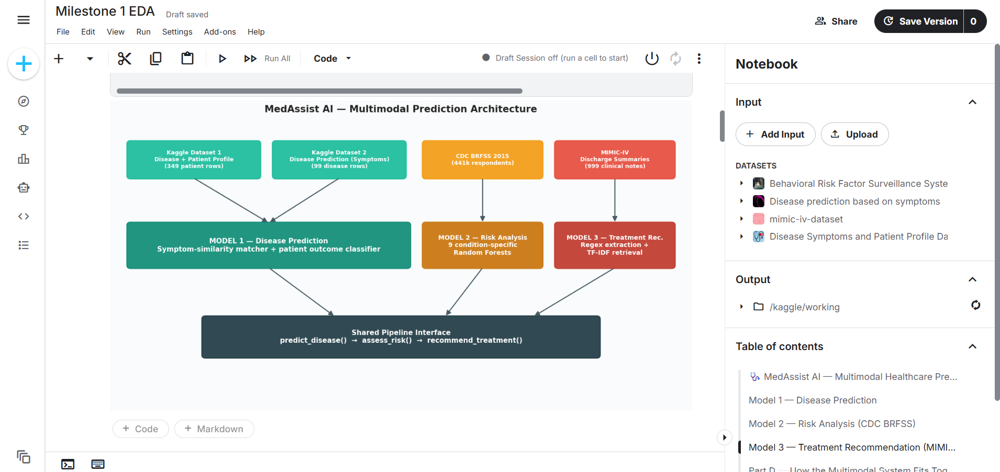 Milestone 1 EDA
Draft saved
File Edit View Run Settings Add-ons Help
Share
Save Version 0
Run All
Code
Draft Session off (run a cell to start)
MedAssist AI — Multimodal Prediction Architecture
Kaggle Dataset 1
Disease + Patient Profile
(349 patient rows)
Kaggle Dataset 2
Disease Prediction (Symptoms)
(99 disease rows)
CDC BRFSS 2015
(441k respondents)
MIMIC-IV
Discharge Summaries
(999 clinical notes)
MODEL 1 — Disease Prediction
Symptom-similarity matcher + patient outcome classifier
MODEL 2 — Risk Analysis
9 condition-specific
Random Forests
MODEL 3 — Treatment Rec.
Regex extraction +
TF-IDF retrieval
Shared Pipeline Interface
predict_disease() → assess_risk() → recommend_treatment()
+ Code
+ Markdown
Notebook
Input
+ Add Input
Upload
DATASETS
Behavioral Risk Factor Surveillance Syste
Disease prediction based on symptoms
mimic-iv-dataset
Disease Symptoms and Patient Profile Da
Output
/kaggle/working
Table of contents
MedAssist AI — Multimodal Healthcare Pre...
Model 1 — Disease Prediction
Model 2 — Risk Analysis (CDC BRFSS)
Model 3 — Treatment Recommendation (MIMI...
Part D — How the Multimodal System Fits Tog...